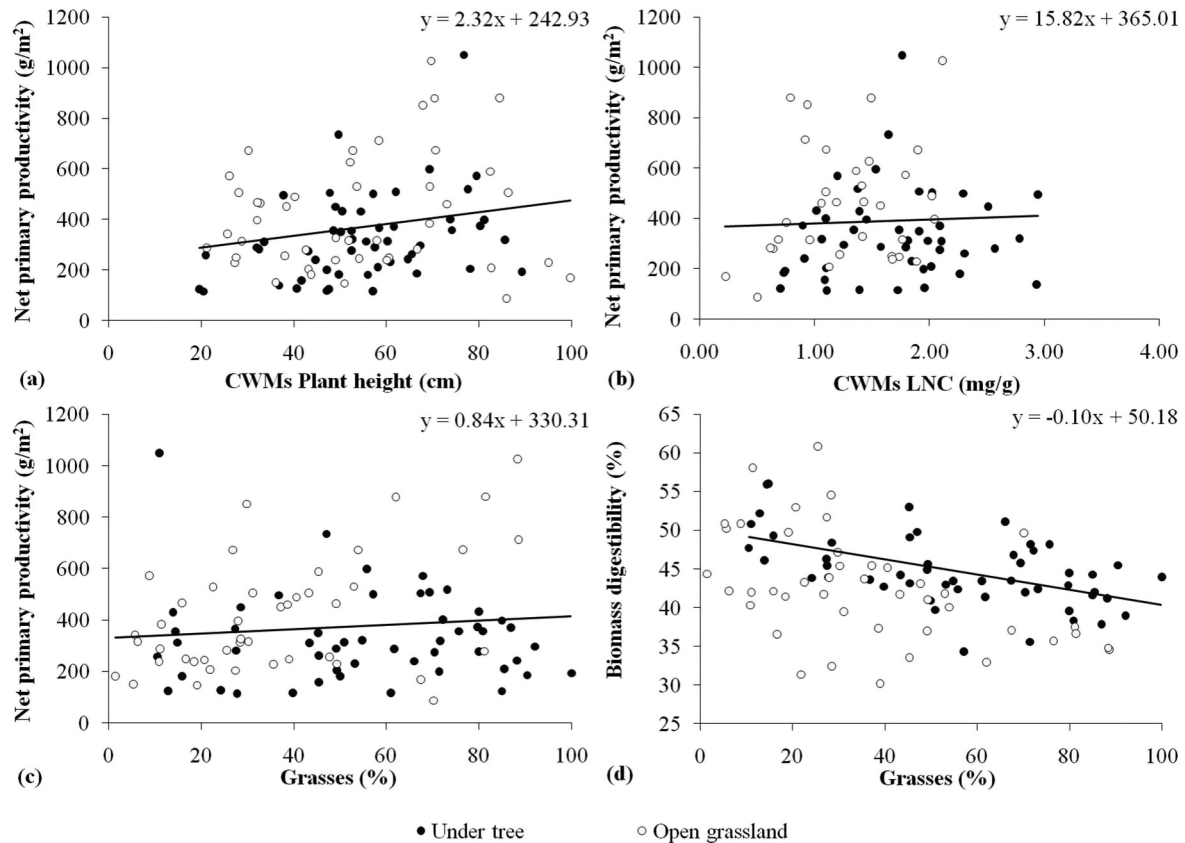 y = 2.32x + 242.93
Net primary productivity (g/m²)
1200
1000
800
600
400
200
0
0 20 40 60 80 100
(a)
CWMs Plant height (cm)
y = 15.82x + 365.01
Net primary productivity (g/m²)
1200
1000
800
600
400
200
0
0.00 1.00 2.00 3.00 4.00
(b)
CWMs LNC (mg/g)
y = 0.84x + 330.31
Net primary productivity (g/m²)
1200
1000
800
600
400
200
0
0 20 40 60 80 100
(c)
Grasses (%)
y = -0.10x + 50.18
Biomass digestibility (%)
65
60
55
50
45
40
35
30
25
0 20 40 60 80 100
(d)
Grasses (%)
Under tree
Open grassland